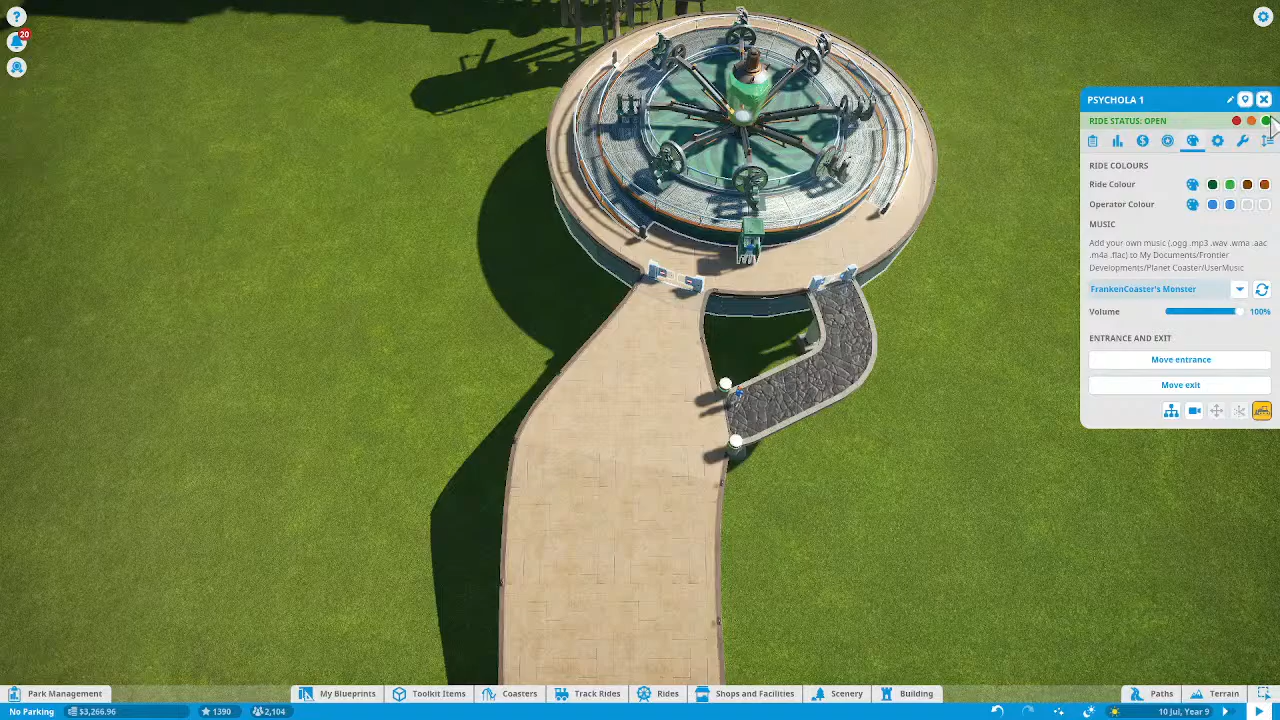 ?
20
PSYCHOLA 1
RIDE STATUS: OPEN
RIDE COLOURS
Ride Colour
Operator Colour
MUSIC
Add your own music (.ogg .mp3 .wav .wma .aac
.m4a .flac) to My Documents/Frontier
Developments/Planet Coaster/UserMusic
FrankenCoaster's Monster
Volume 100%
ENTRANCE AND EXIT
Move entrance
Move exit
Park Management My Blueprints Toolkit Items Coasters Track Rides Rides Shops and Facilities Scenery Building Paths Terrain
No Parking $3,266.96 1390 2,104 10 Jul, Year 9